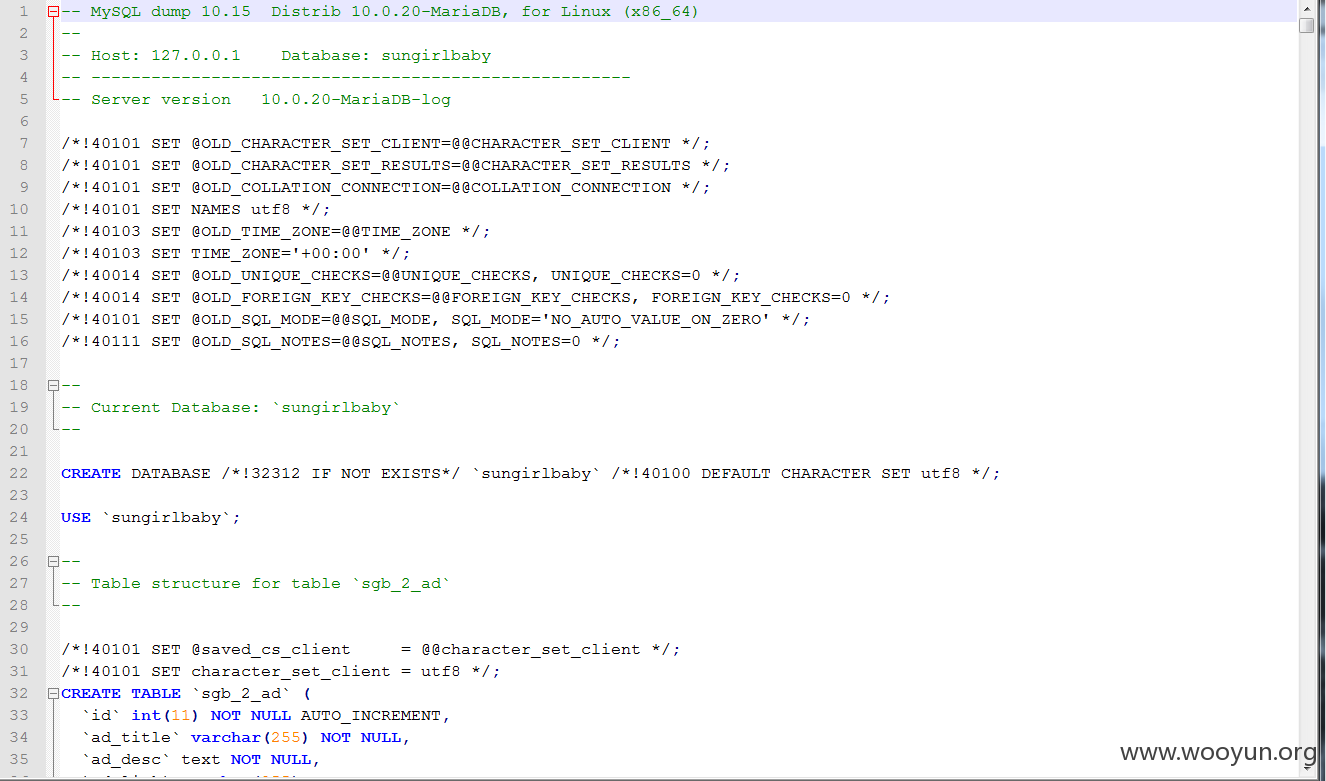 1 -- MySQL dump 10.15  Distrib 10.0.20-MariaDB, for Linux (x86_64)
2 --
3 -- Host: 127.0.0.1    Database: sungirlbaby
4 -- ------------------------------------------------------
5 -- Server version   10.0.20-MariaDB-log
6
7 /*!40101 SET @OLD_CHARACTER_SET_CLIENT=@@CHARACTER_SET_CLIENT */;
8 /*!40101 SET @OLD_CHARACTER_SET_RESULTS=@@CHARACTER_SET_RESULTS */;
9 /*!40101 SET @OLD_COLLATION_CONNECTION=@@COLLATION_CONNECTION */;
10 /*!40101 SET NAMES utf8 */;
11 /*!40103 SET @OLD_TIME_ZONE=@@TIME_ZONE */;
12 /*!40103 SET TIME_ZONE='+00:00' */;
13 /*!40014 SET @OLD_UNIQUE_CHECKS=@@UNIQUE_CHECKS, UNIQUE_CHECKS=0 */;
14 /*!40014 SET @OLD_FOREIGN_KEY_CHECKS=@@FOREIGN_KEY_CHECKS, FOREIGN_KEY_CHECKS=0 */;
15 /*!40101 SET @OLD_SQL_MODE=@@SQL_MODE, SQL_MODE='NO_AUTO_VALUE_ON_ZERO' */;
16 /*!40111 SET @OLD_SQL_NOTES=@@SQL_NOTES, SQL_NOTES=0 */;
17
18 --
19 -- Current Database: `sungirlbaby`
20 --
21
22 CREATE DATABASE /*!32312 IF NOT EXISTS*/ `sungirlbaby` /*!40100 DEFAULT CHARACTER SET utf8 */;
23
24 USE `sungirlbaby`;
25
26 --
27 -- Table structure for table `sgb_2_ad`
28 --
29
30 /*!40101 SET @saved_cs_client     = @@character_set_client */;
31 /*!40101 SET character_set_client = utf8 */;
32 CREATE TABLE `sgb_2_ad` (
33   `id` int(11) NOT NULL AUTO_INCREMENT,
34   `ad_title` varchar(255) NOT NULL,
35   `ad_desc` text NOT NULL,
www.wooyun.org